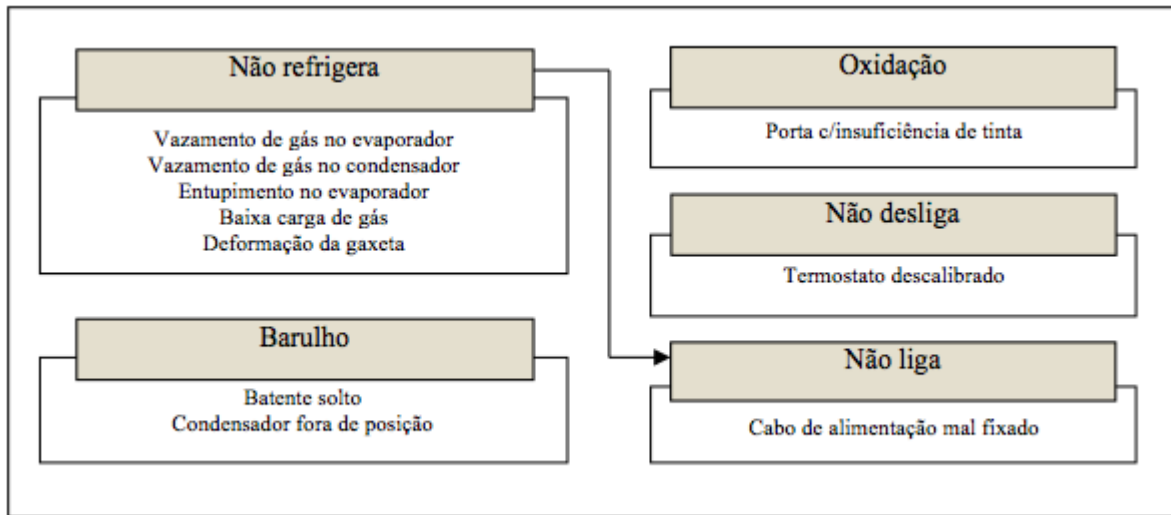 Não refrigera
Vazamento de gás no evaporador
Vazamento de gás no condensador
Entupimento no evaporador
Baixa carga de gás
Deformação da gaxeta
Barulho
Batente solto
Condensador fora de posição
Oxidação
Porta c/insuficiência de tinta
Não desliga
Termostato descalibrado
Não liga
Cabo de alimentação mal fixado